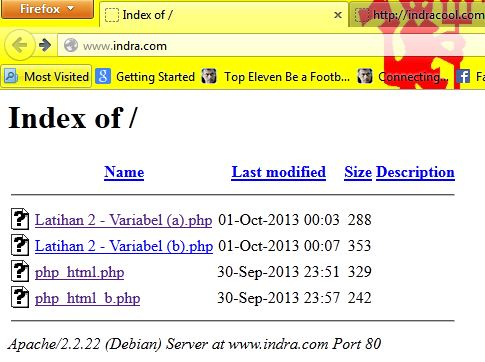 Firefox
Index of /
http://indracool.com
www.indra.com
Most Visited
Getting Started
Top Eleven Be a Footb...
Connecting...
Index of /
Name Last modified Size Description
Latihan 2 - Variabel (a).php 01-Oct-2013 00:03 288
Latihan 2 - Variabel (b).php 01-Oct-2013 00:07 353
php_html.php 30-Sep-2013 23:51 329
php_html_b.php 30-Sep-2013 23:57 242
Apache/2.2.22 (Debian) Server at www.indra.com Port 80